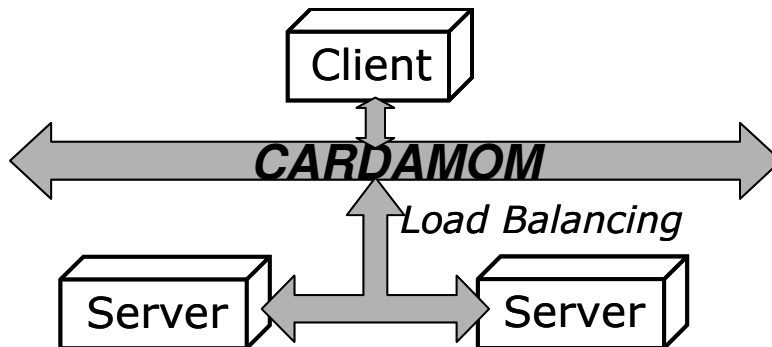 Client
CARDAMOM
Load Balancing
Server
Server